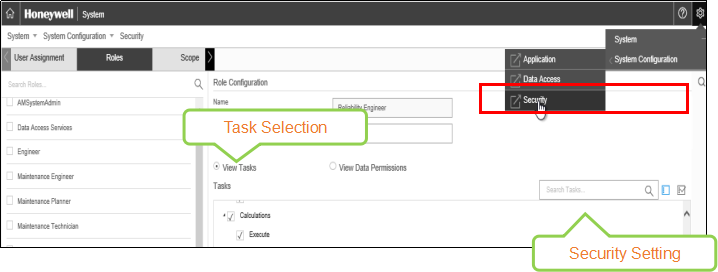 Honeywell System
System System Configuration Security
System
User Assignment Roles Scope
Application
System Configuration
Search Roles...
Role Configuration
Data Access
AMSystemAdmin
Name
Reliability Engineer
Security
Data Access Services
Task Selection
Engineer
Maintenance Engineer
View Tasks View Data Permissions
Maintenance Planner
Tasks
Search Tasks...
Maintenance Technician
Calculations
Execute
Security Setting